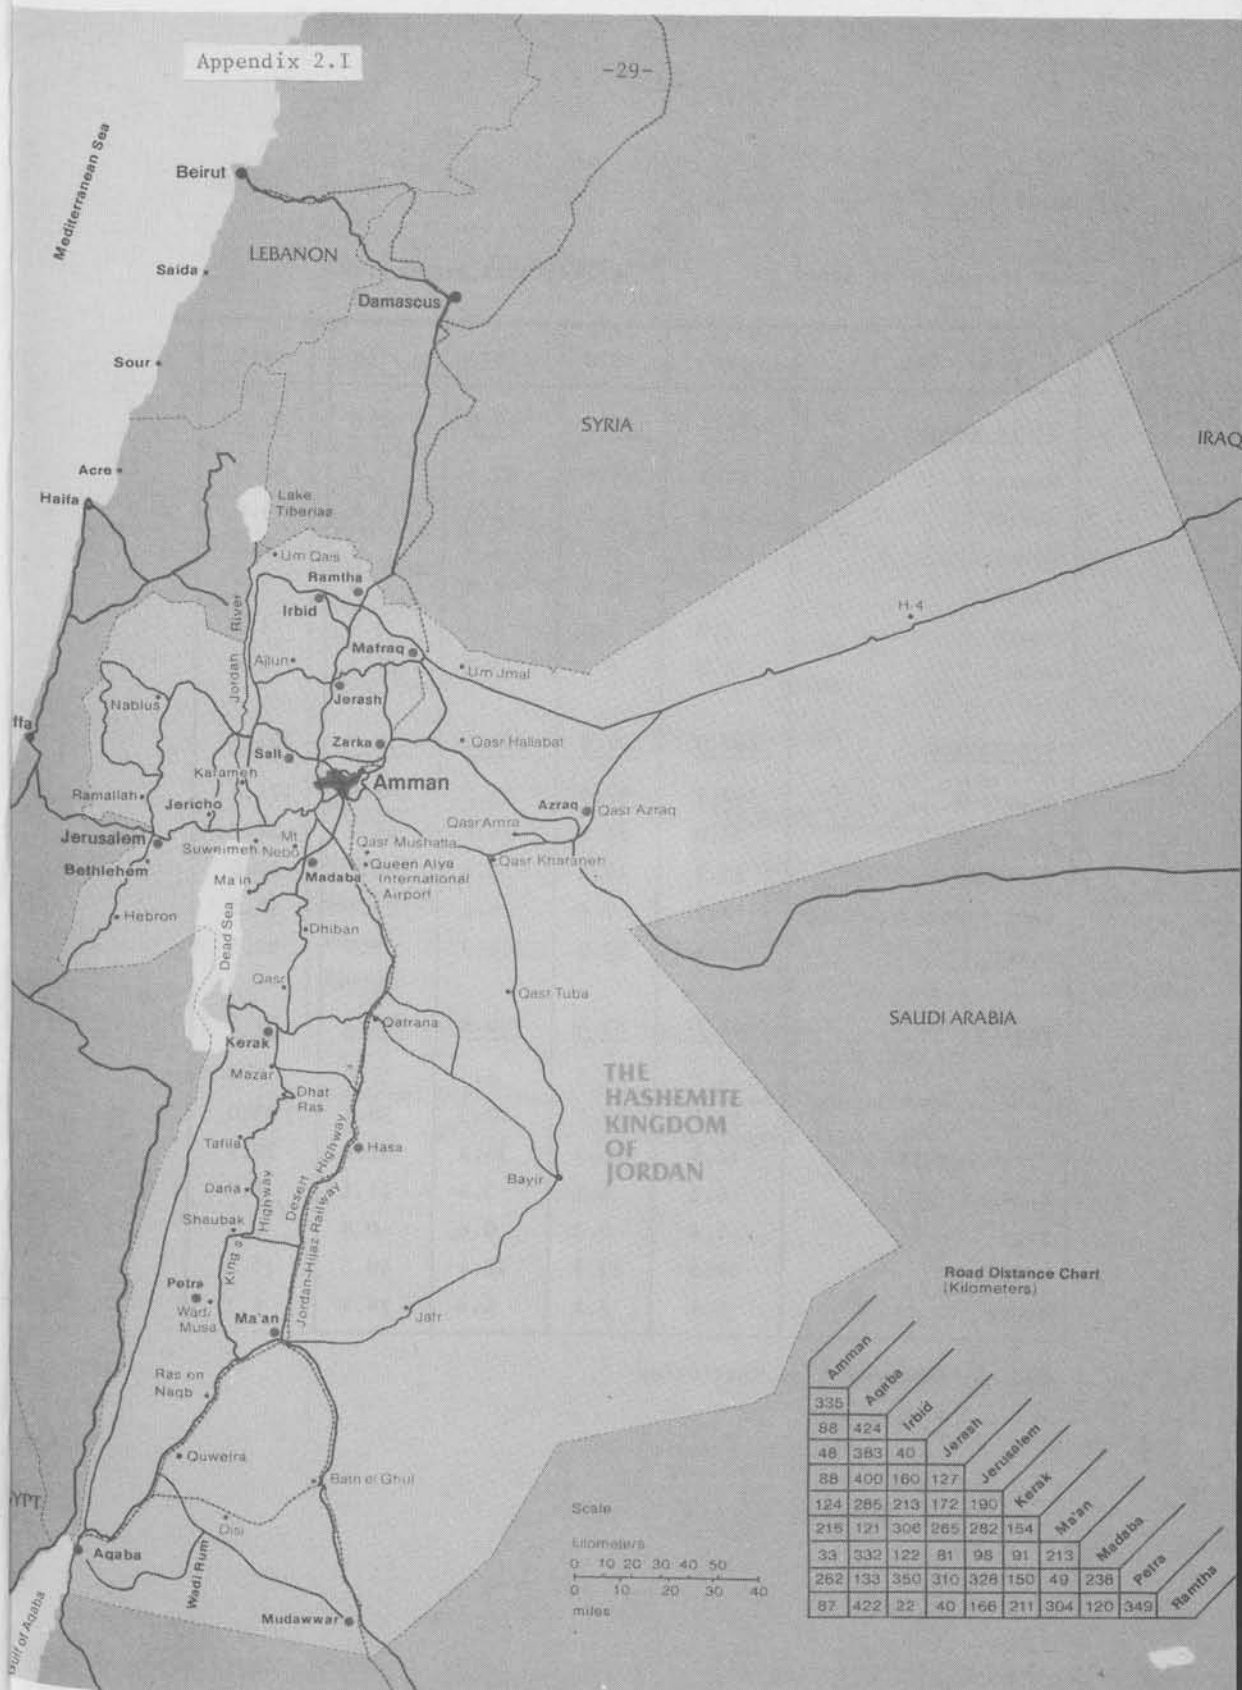 Appendix 2.I
-29-
Mediterranean Sea
Beirut
LEBANON
Saida
Damascus
Sour
SYRIA
IRAQ
Acre
Haifa
Lake
Tiberias
Um Qais
Ramtha
Irbid
Jordan River
H.4
Mafraq
Ajlun
Um Jmal
Nablus
Jerash
ffa
Zarka
Qasr Hallabat
Salt
Karameh
Amman
Ramallah
Jericho
Azraq
Qasr Azraq
Qasr Amra
Jerusalem
Suwnimeh
Mt
Nebo
Qasr Mushatta
Qasr Kharaneh
Bethlehem
Madaba
Queen Alya
International
Airport
Ma in
Hebron
Dead Sea
Dhiban
Qasr
Qasr Tuba
Qatrana
SAUDI ARABIA
Kerak
Mazar
THE
HASHEMITE
KINGDOM
OF
JORDAN
Dhat
Ras
Tafila
Hasa
Bayir
Dana
Desert Highway
King's Highway
Jordan-Hijaz Railway
Shaubak
Petra
Wadi
Musa
Ma'an
Jafr
Ras en
Naqb
Quweira
Batn el Ghul
YPT
Disi
Aqaba
Wadi Rum
Mudawwar
Gulf of Aqaba
Scale
kilometers
0 10 20 30 40 50
0 10 20 30 40
miles
Road Distance Chart
(Kilometers)
Amman
335 Aqaba
88 424 Irbid
48 383 40 Jerash
88 400 160 127 Jerusalem
124 285 213 172 190 Kerak
215 121 306 265 282 154 Ma'an
33 332 122 81 98 91 213 Madaba
262 133 350 310 328 150 49 238 Petra
87 422 22 40 166 211 304 120 349 Ramtha
4